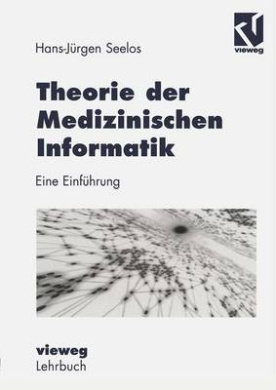 Hans-Jürgen Seelos
vieweg
Theorie der
Medizinischen
Informatik
Eine Einführung
vieweg
Lehrbuch